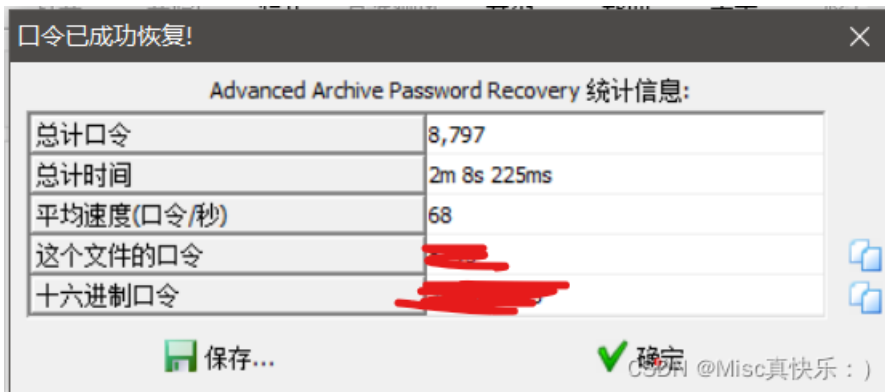 口令已成功恢复!
Advanced Archive Password Recovery 统计信息:
总计口令 8,797
总计时间 2m 8s 225ms
平均速度(口令/秒) 68
这个文件的口令
十六进制口令
保存... 确定
CSDN @Misc真快乐：）